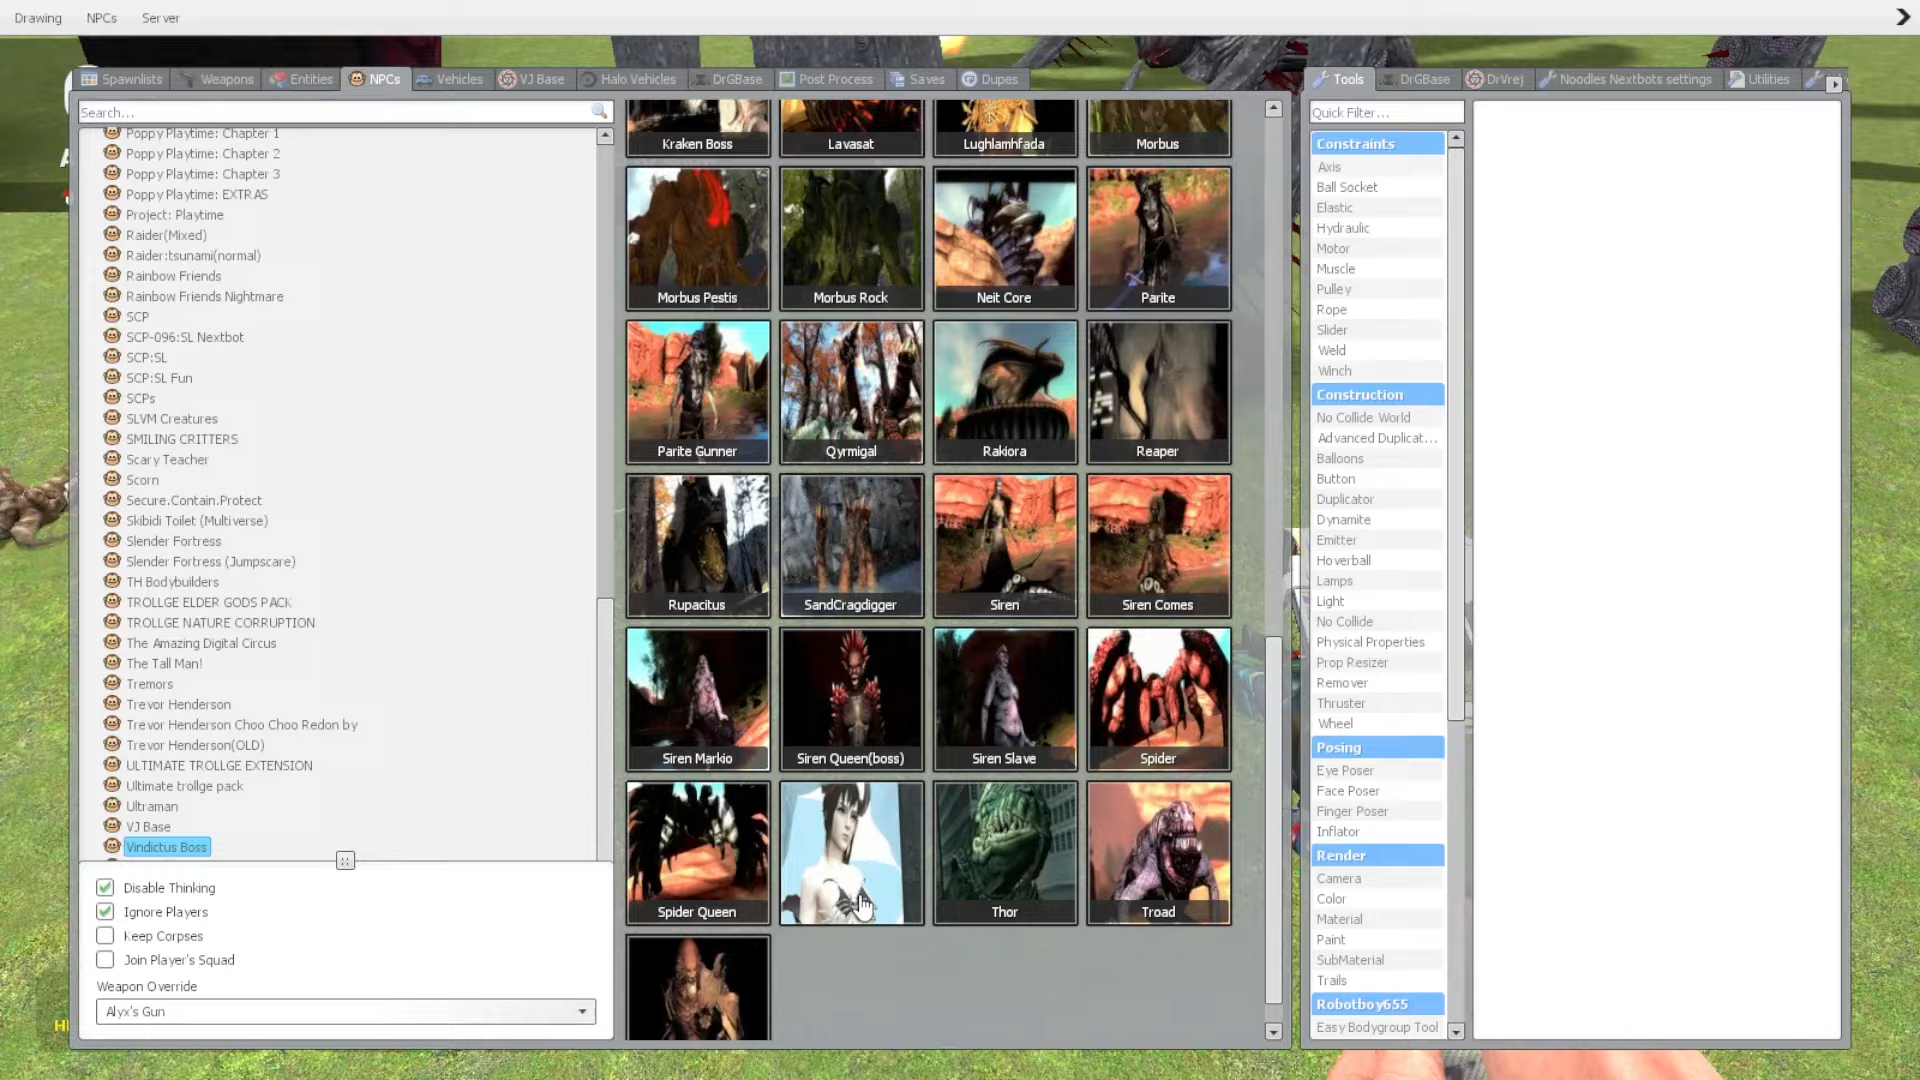 Drawing NPCs Server
Spawnlists Weapons Entities NPCs Vehicles VJ Base Halo Vehicles DrGBase Post Process Saves Dupes
Tools DrGBase DrVrej Noodles Nextbots settings Utilities
Search...
Poppy Playtime: Chapter 1
Poppy Playtime: Chapter 2
Poppy Playtime: Chapter 3
Poppy Playtime: EXTRAS
Project: Playtime
Raider(Mixed)
Raider:tsunami(normal)
Rainbow Friends
Rainbow Friends Nightmare
SCP
SCP-096:SL Nextbot
SCP:SL
SCP:SL Fun
SCPs
SLVM Creatures
SMILING CRITTERS
Scary Teacher
Scorn
Secure.Contain.Protect
Skibidi Toilet (Multiverse)
Slender Fortress
Slender Fortress (Jumpscare)
TH Bodybuilders
TROLLGE ELDER GODS PACK
TROLLGE NATURE CORRUPTION
The Amazing Digital Circus
The Tall Man!
Tremors
Trevor Henderson
Trevor Henderson Choo Choo Redon by
Trevor Henderson(OLD)
ULTIMATE TROLLGE EXTENSION
Ultimate trollge pack
Ultraman
VJ Base
Vindictus Boss
Disable Thinking
Ignore Players
Keep Corpses
Join Player's Squad
Weapon Override
Alyx's Gun
Kraken Boss Lavasat Lughlamhfada Morbus
Morbus Pestis Morbus Rock Neit Core Parite
Parite Gunner Qyrmigal Rakiora Reaper
Rupacitus SandCragdigger Siren Siren Comes
Siren Markio Siren Queen(boss) Siren Slave Spider
Spider Queen Thor Troad
Quick Filter...
Constraints
Axis
Ball Socket
Elastic
Hydraulic
Motor
Muscle
Pulley
Rope
Slider
Weld
Winch
Construction
No Collide World
Advanced Duplicat...
Balloons
Button
Duplicator
Dynamite
Emitter
Hoverball
Lamps
Light
No Collide
Physical Properties
Prop Resizer
Remover
Thruster
Wheel
Posing
Eye Poser
Face Poser
Finger Poser
Inflator
Render
Camera
Color
Material
Paint
SubMaterial
Trails
Robotboy655
Easy Bodygroup Tool